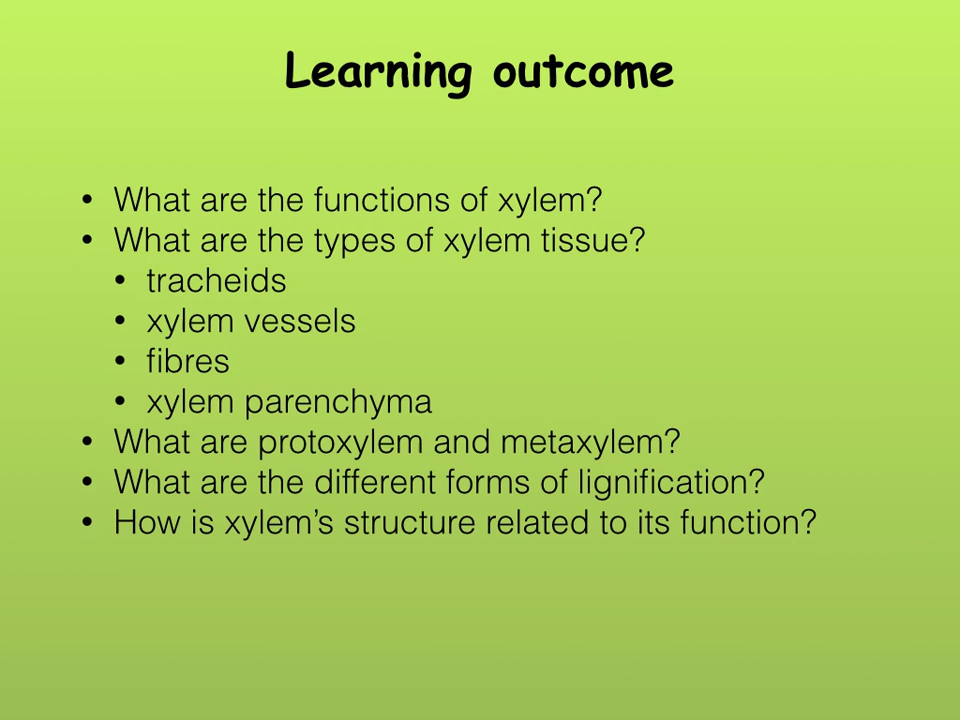 Learning outcome
• What are the functions of xylem?
• What are the types of xylem tissue?
• tracheids
• xylem vessels
• fibres
• xylem parenchyma
• What are protoxylem and metaxylem?
• What are the different forms of lignification?
• How is xylem’s structure related to its function?